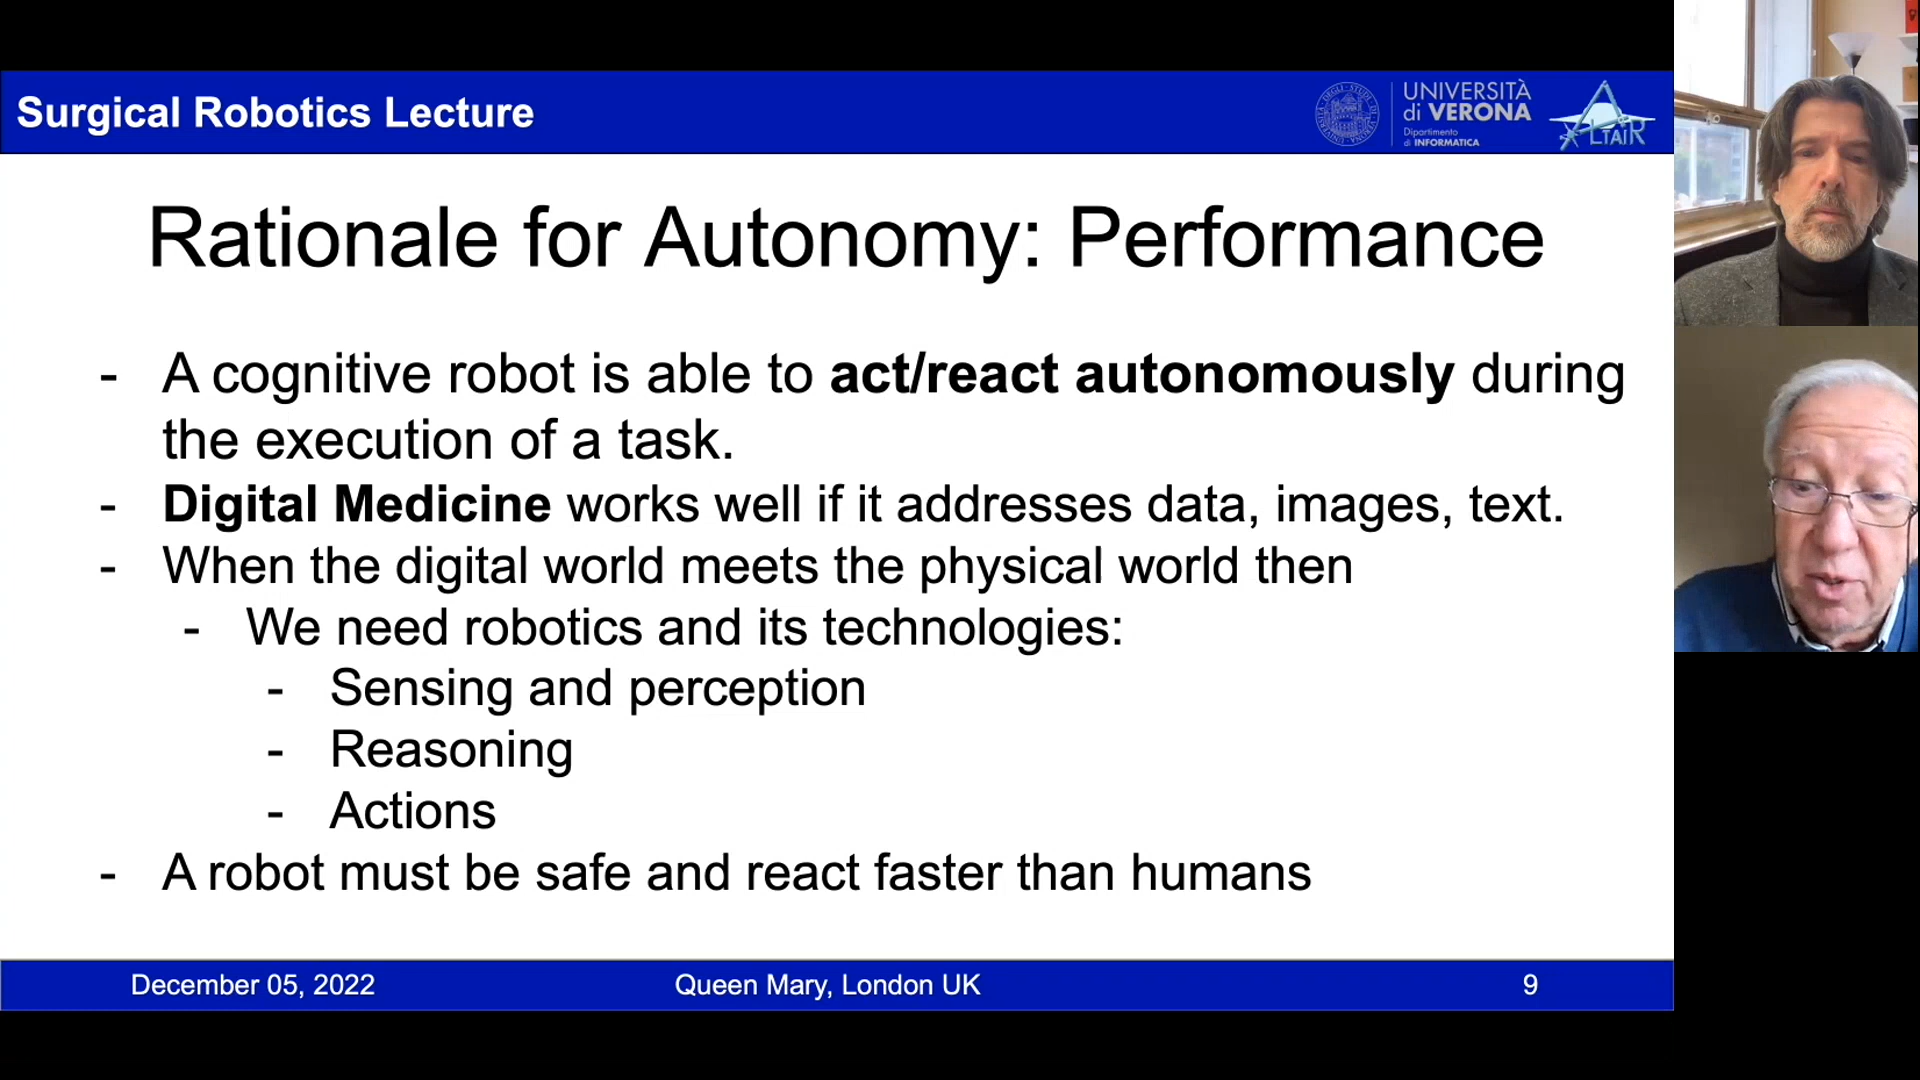 Surgical Robotics Lecture
UNIVERSITÀ
di VERONA
Dipartimento
di INFORMATICA
ALTAIR
Rationale for Autonomy: Performance
- A cognitive robot is able to act/react autonomously during
the execution of a task.
- Digital Medicine works well if it addresses data, images, text.
- When the digital world meets the physical world then
- We need robotics and its technologies:
- Sensing and perception
- Reasoning
- Actions
- A robot must be safe and react faster than humans
December 05, 2022
Queen Mary, London UK
9